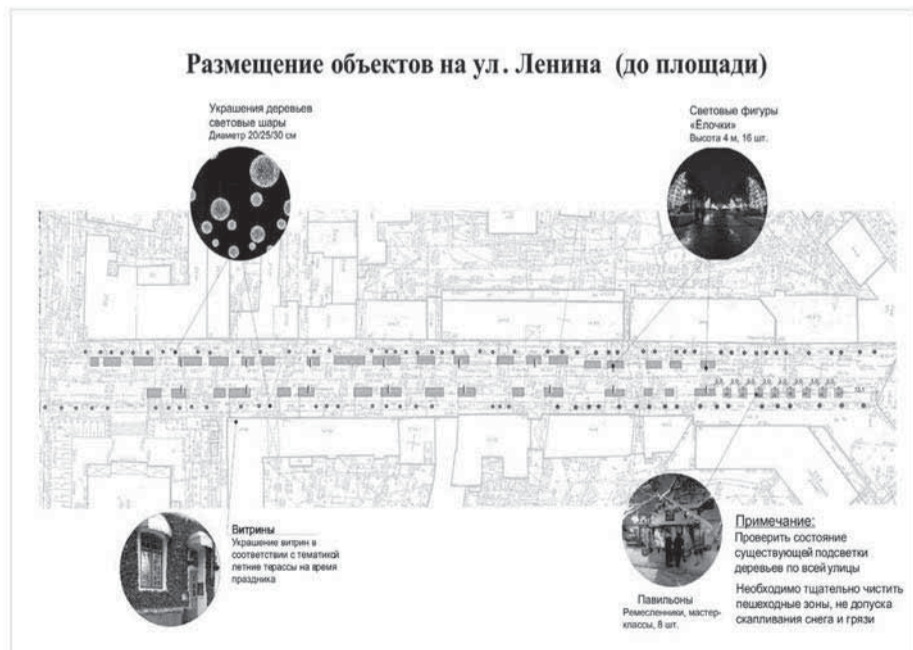 Размещение объектов на ул. Ленина (до площади)
Украшения деревьев
световые шары
Диаметр 20/25/30 см
Световые фигуры
«Ёлочки»
Высота 4 м, 16 шт.
Витрины
Украшение витрин в
соответствии с тематикой
летние терассы на время
праздника
Павильоны
Ремесленники, мастер-
классы, 8 шт.
Примечание:
Проверить состояние
существующей подсветки
деревьев по всей улицы
Необходимо тщательно чистить
пешеходные зоны, не допуска
скапливания снега и грязи